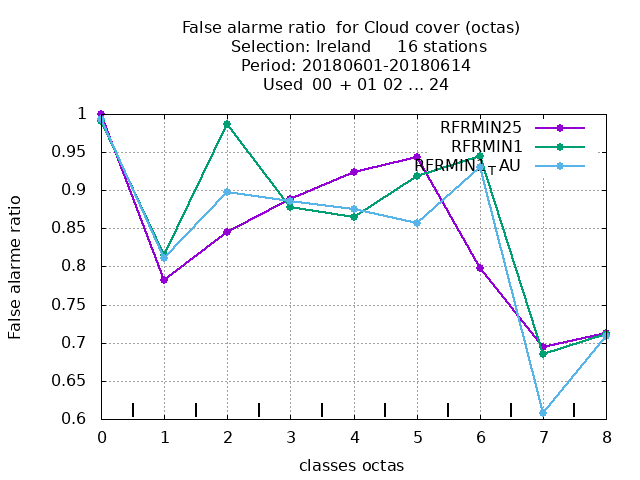 False alarme ratio  for Cloud cover (octas)
Selection: Ireland     16 stations
Period: 20180601-20180614
Used  00 + 01 02 ... 24
RFRMIN25
RFRMIN1
RFRMIN1_TAU
False alarme ratio
1
0.95
0.9
0.85
0.8
0.75
0.7
0.65
0.6
0 1 2 3 4 5 6 7 8
classes octas